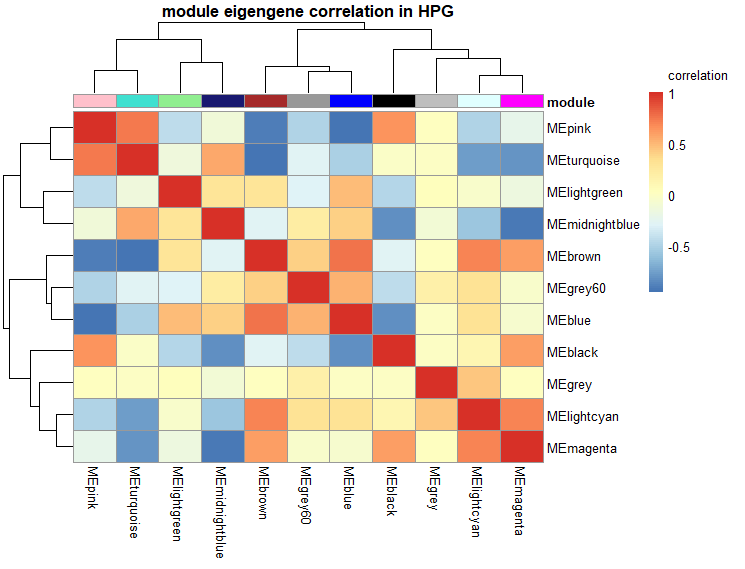 module eigengene correlation in HPG
correlation
module
1
0.5
0
-0.5
MEpink
MEturquoise
MElightgreen
MEmidnightblue
MEbrown
MEgrey60
MEblue
MEblack
MEgrey
MElightcyan
MEmagenta
MEpink
MEturquoise
MElightgreen
MEmidnightblue
MEbrown
MEgrey60
MEblue
MEblack
MEgrey
MElightcyan
MEmagenta